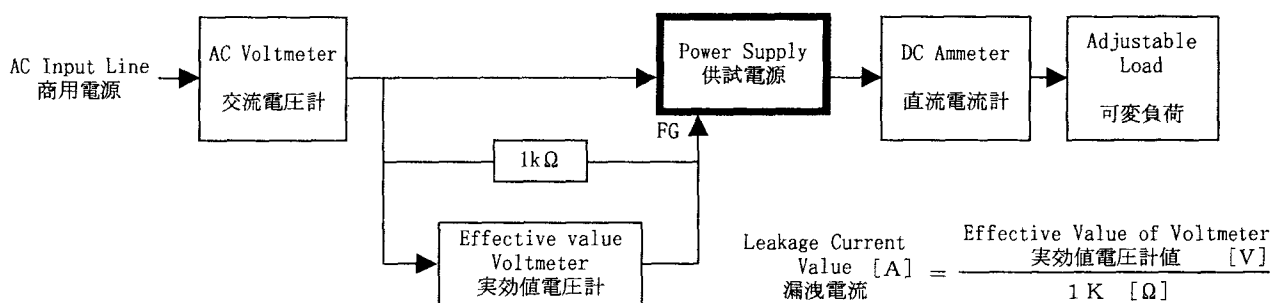 AC Input Line
商用電源
AC Voltmeter
交流電圧計
Power Supply
供試電源
DC Ammeter
直流電流計
Adjustable
Load
可変負荷
FG
1kΩ
Effective value
Voltmeter
実効値電圧計
Leakage Current
Value [A]
漏洩電流
=
Effective Value of Voltmeter
実効値電圧計値 [V]
1K [Ω]